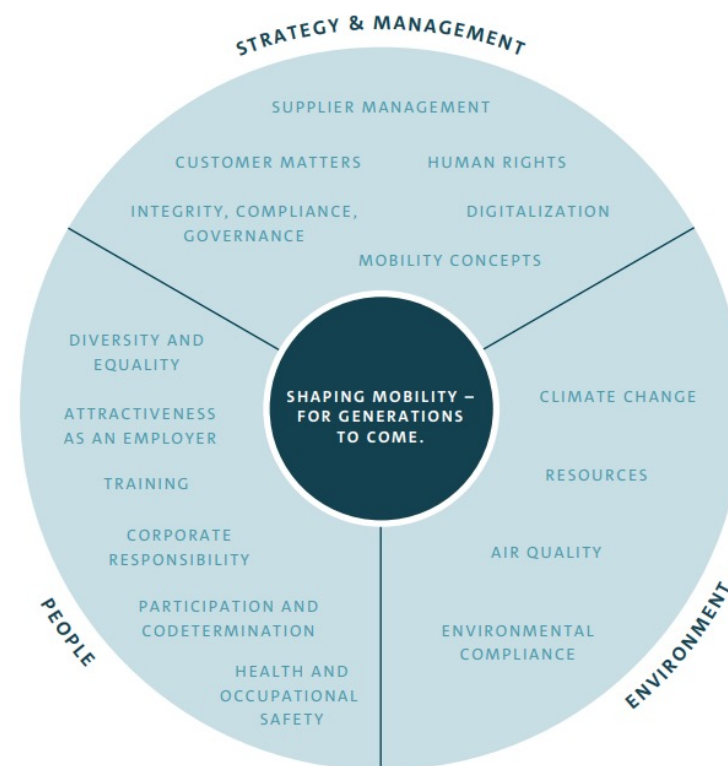 STRATEGY & MANAGEMENT
SUPPLIER MANAGEMENT
CUSTOMER MATTERS
HUMAN RIGHTS
INTEGRITY, COMPLIANCE,
GOVERNANCE
DIGITALIZATION
MOBILITY CONCEPTS
DIVERSITY AND
EQUALITY
ATTRACTIVENESS
AS AN EMPLOYER
TRAINING
CORPORATE
RESPONSIBILITY
PARTICIPATION AND
CODETERMINATION
HEALTH AND
OCCUPATIONAL
SAFETY
PEOPLE
SHAPING MOBILITY –
FOR GENERATIONS
TO COME.
CLIMATE CHANGE
RESOURCES
AIR QUALITY
ENVIRONMENTAL
COMPLIANCE
ENVIRONMENT